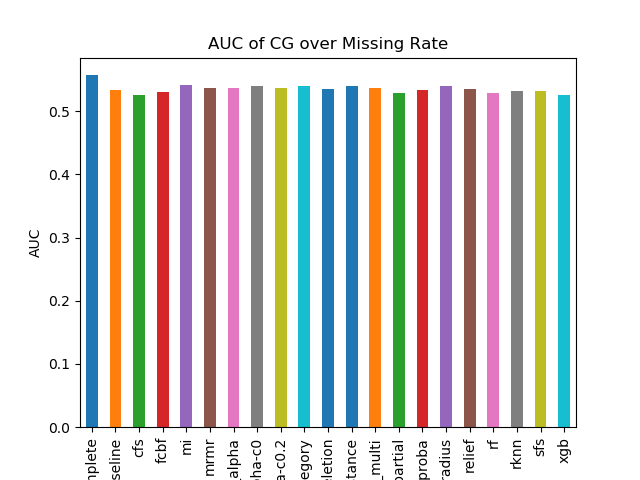 AUC of CG over Missing Rate
AUC
0.5
0.4
0.3
0.2
0.1
0.0
mplete
seline
cfs
fcbf
mi
mrmr
_alpha
ha-c0
a-c0.2
egory
eletion
tance
_multi
partial
proba
radius
relief
rf
rknn
sfs
xgb